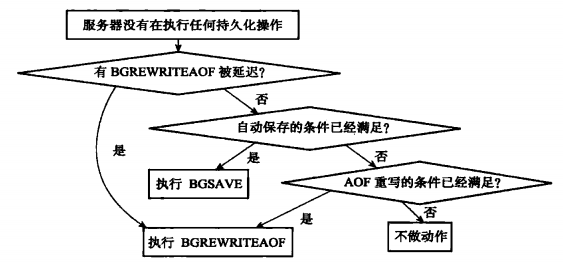 服务器没有在执行任何持久化操作
有 BGREWRITEAOF 被延迟?
否
自动保存的条件已经满足?
是
是
否
执行 BGSAVE
AOF 重写的条件已经满足?
是
否
执行 BGREWRITEAOF
不做动作